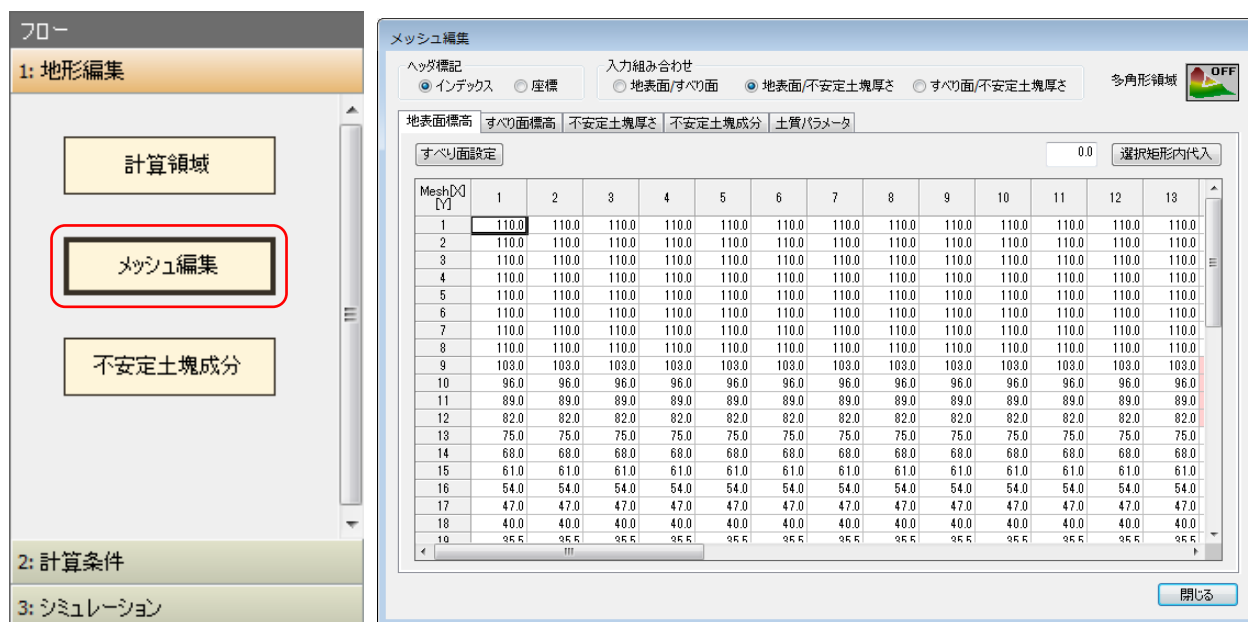 フロー
1: 地形編集
計算領域
メッシュ編集
不安定土塊成分
2: 計算条件
3: シミュレーション
メッシュ編集
ヘッダ標記
インデックス 座標
入力組み合わせ
地表面/すべり面 地表面/不安定土塊厚さ すべり面/不安定土塊厚さ
多角形領域 OFF
地表面標高 すべり面標高 不安定土塊厚さ 不安定土塊成分 土質パラメータ
すべり面設定 0.0 選択矩形内代入
Mesh[X] 1 2 3 4 5 6 7 8 9 10 11 12 13
[Y]
1 110.0 110.0 110.0 110.0 110.0 110.0 110.0 110.0 110.0 110.0 110.0 110.0 110.0
2 110.0 110.0 110.0 110.0 110.0 110.0 110.0 110.0 110.0 110.0 110.0 110.0 110.0
3 110.0 110.0 110.0 110.0 110.0 110.0 110.0 110.0 110.0 110.0 110.0 110.0 110.0
4 110.0 110.0 110.0 110.0 110.0 110.0 110.0 110.0 110.0 110.0 110.0 110.0 110.0
5 110.0 110.0 110.0 110.0 110.0 110.0 110.0 110.0 110.0 110.0 110.0 110.0 110.0
6 110.0 110.0 110.0 110.0 110.0 110.0 110.0 110.0 110.0 110.0 110.0 110.0 110.0
7 110.0 110.0 110.0 110.0 110.0 110.0 110.0 110.0 110.0 110.0 110.0 110.0 110.0
8 110.0 110.0 110.0 110.0 110.0 110.0 110.0 110.0 110.0 110.0 110.0 110.0 110.0
9 103.0 103.0 103.0 103.0 103.0 103.0 103.0 103.0 103.0 103.0 103.0 103.0 103.0
10 96.0 96.0 96.0 96.0 96.0 96.0 96.0 96.0 96.0 96.0 96.0 96.0 96.0
11 89.0 89.0 89.0 89.0 89.0 89.0 89.0 89.0 89.0 89.0 89.0 89.0 89.0
12 82.0 82.0 82.0 82.0 82.0 82.0 82.0 82.0 82.0 82.0 82.0 82.0 82.0
13 75.0 75.0 75.0 75.0 75.0 75.0 75.0 75.0 75.0 75.0 75.0 75.0 75.0
14 68.0 68.0 68.0 68.0 68.0 68.0 68.0 68.0 68.0 68.0 68.0 68.0 68.0
15 61.0 61.0 61.0 61.0 61.0 61.0 61.0 61.0 61.0 61.0 61.0 61.0 61.0
16 54.0 54.0 54.0 54.0 54.0 54.0 54.0 54.0 54.0 54.0 54.0 54.0 54.0
17 47.0 47.0 47.0 47.0 47.0 47.0 47.0 47.0 47.0 47.0 47.0 47.0 47.0
18 40.0 40.0 40.0 40.0 40.0 40.0 40.0 40.0 40.0 40.0 40.0 40.0 40.0
19 35.5 35.5 35.5 35.5 35.5 35.5 35.5 35.5 35.5 35.5 35.5 35.5 35.5
閉じる